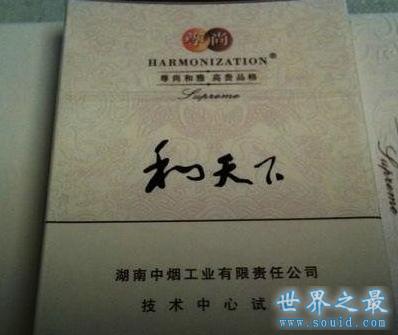 尊尚
HARMONIZATION®
尊尚和雅 高贵品格
Supreme
和天下
湖南中烟工业有限责任公司
技术中心试
Supreme
世界之最
www.souid.com